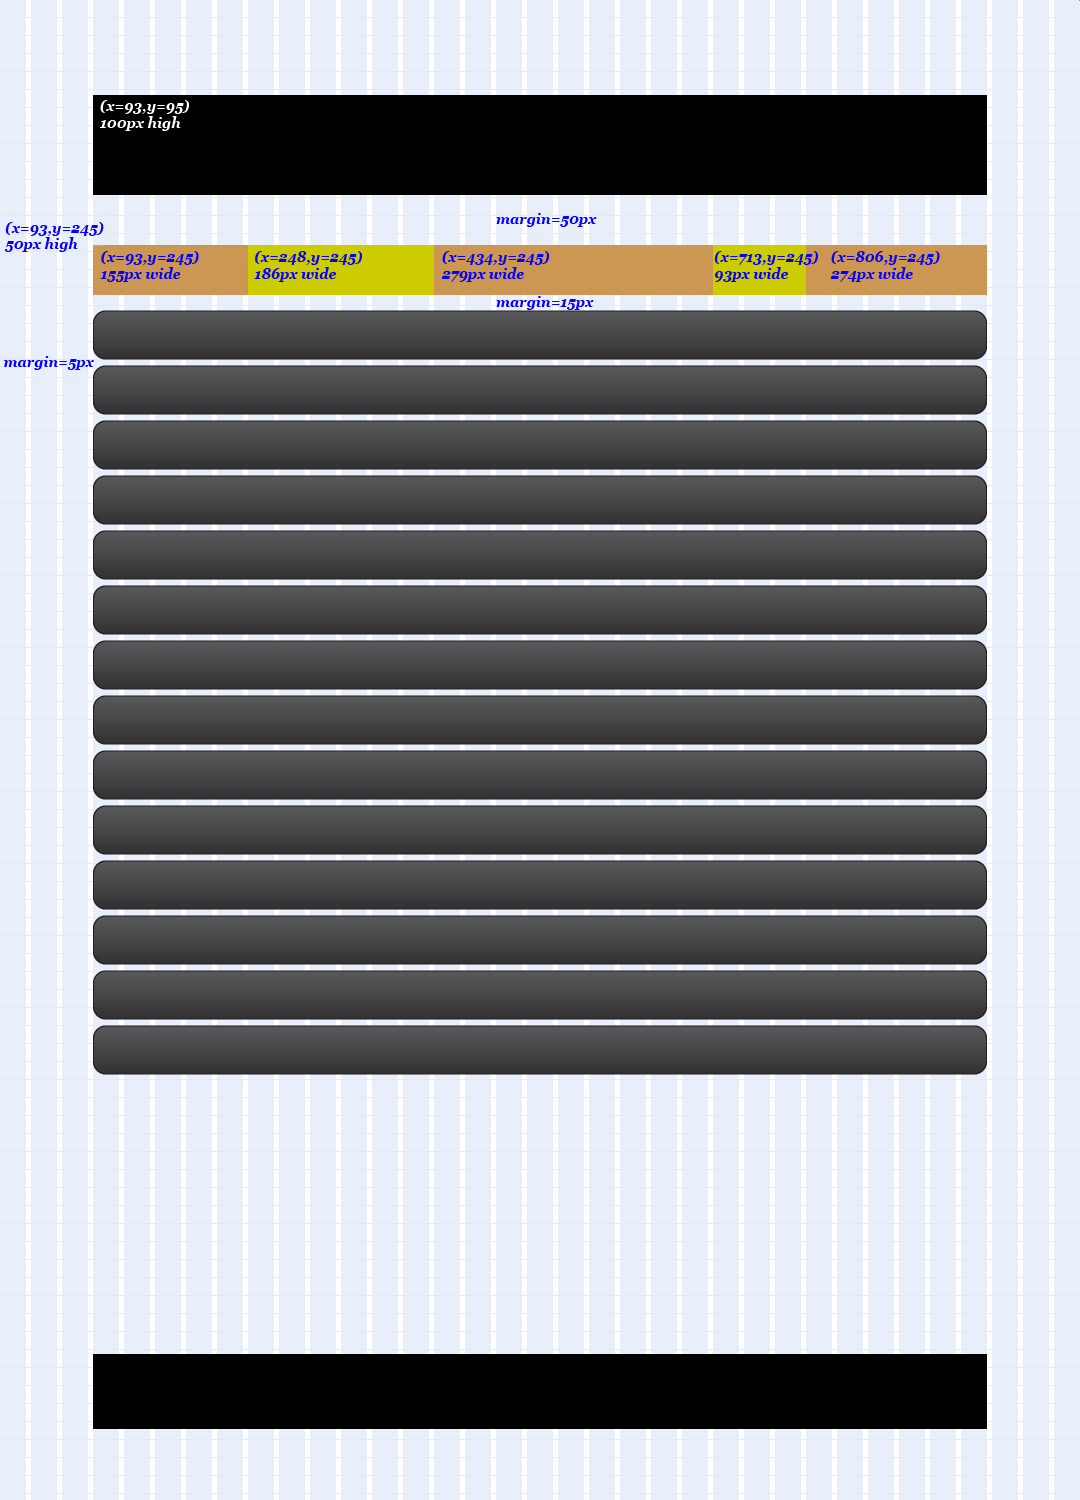 (x=93,y=95)
100px high
margin=50px
(x=93,y=245)
50px high
(x=93,y=245)
155px wide
(x=248,y=245)
186px wide
(x=434,y=245)
279px wide
(x=713,y=245)
93px wide
(x=806,y=245)
274px wide
margin=15px
margin=5px